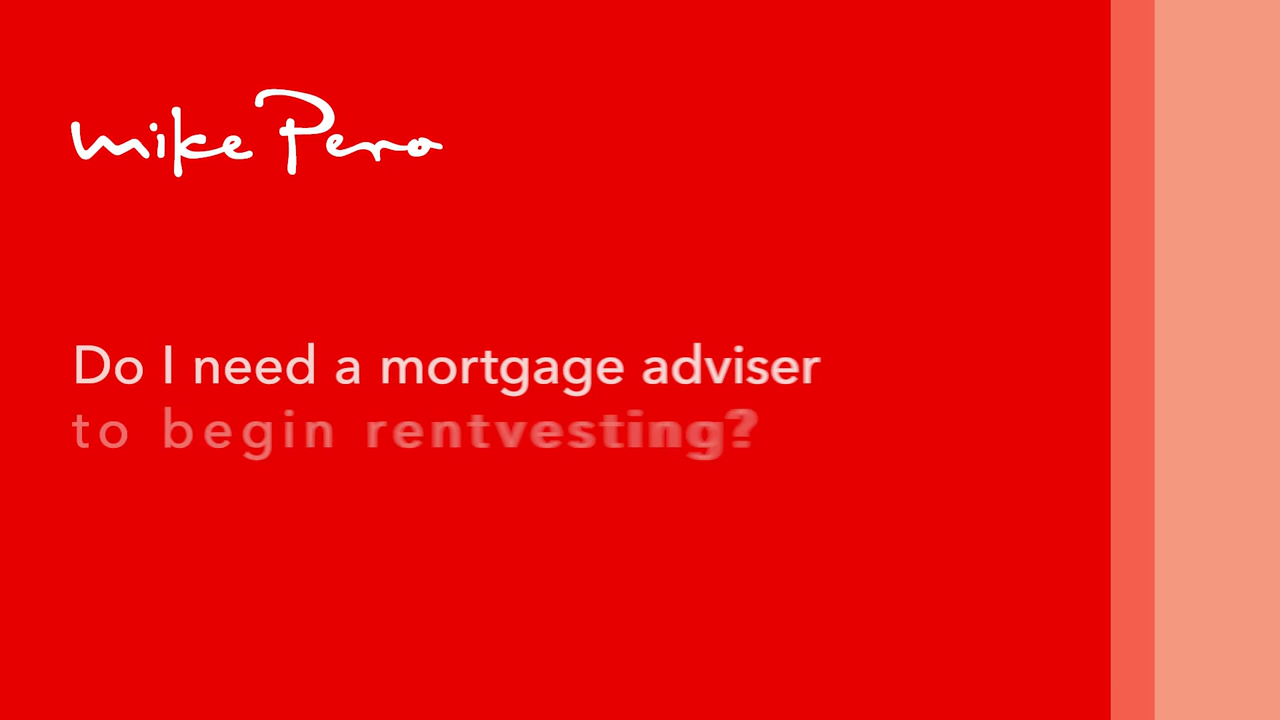 mike Pero
Do I need a mortgage adviser
to begin rentvesting?